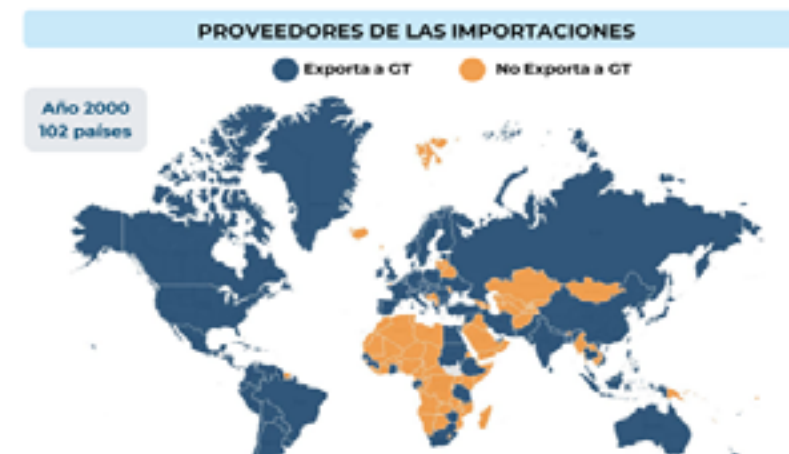 PROVEEDORES DE LAS IMPORTACIONES
Exporta a GT
No Exporta a GT
Año 2000
102 países